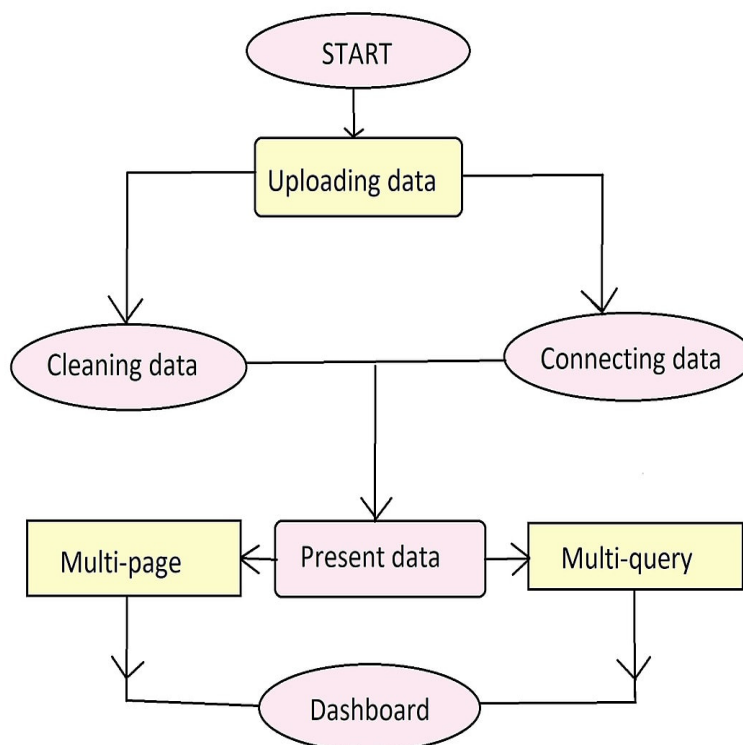 START
Uploading data
Cleaning data
Connecting data
Multi-page
Present data
Multi-query
Dashboard